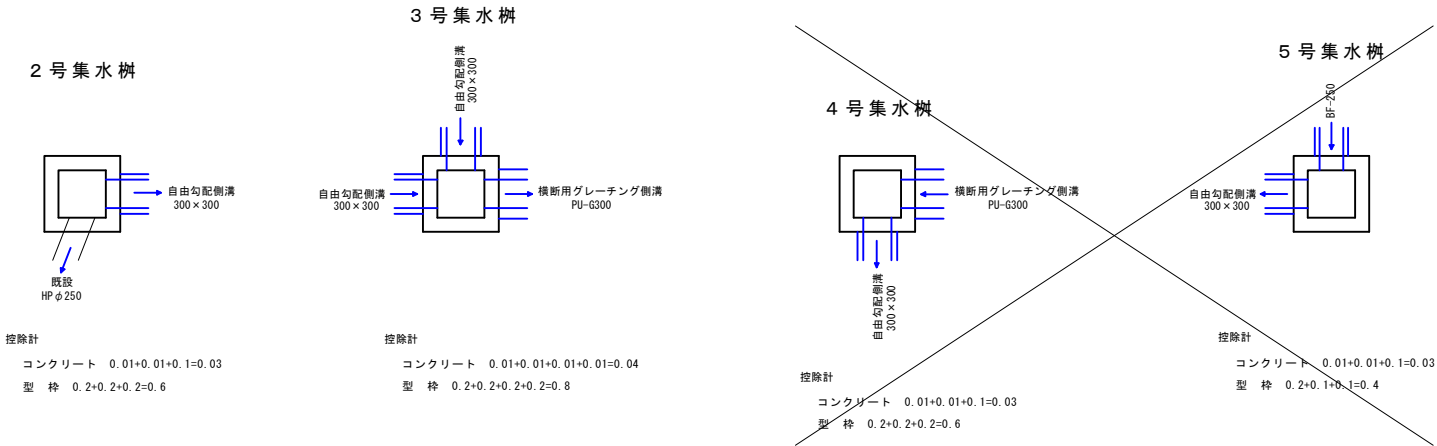 2号集水桝
自由勾配側溝
300×300
既設
HPφ250
控除計
コンクリート 0.01+0.01+0.1=0.03
型 枠 0.2+0.2+0.2=0.6
3号集水桝
自由勾配側溝
300×300
自由勾配側溝
300×300
横断用グレーチング側溝
PU-G300
控除計
コンクリート 0.01+0.01+0.01+0.01=0.04
型 枠 0.2+0.2+0.2+0.2=0.8
4号集水桝
横断用グレーチング側溝
PU-G300
自由勾配側溝
300×300
控除計
コンクリート 0.01+0.01+0.1=0.03
型 枠 0.2+0.2+0.2=0.6
5号集水桝
BF-250
自由勾配側溝
300×300
控除計
コンクリート 0.01+0.01+0.1=0.03
型 枠 0.2+0.1+0.1=0.4